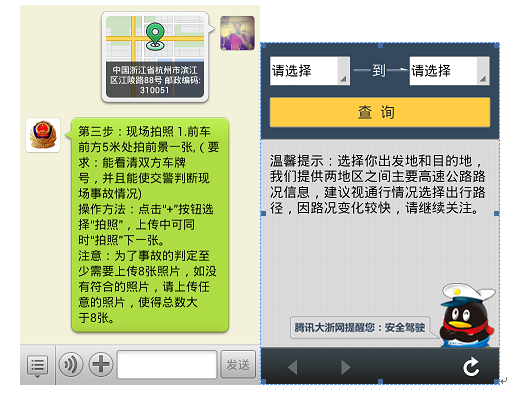 中国浙江省杭州市滨江
区江陵路88号 邮政编码:
310051
第三步：现场拍照 1.前车
前方5米处拍前景一张,（要
求：能看清双方车牌
号，并且能使交警判断现
场事故情况)
操作方法：点击"+"按钮选
择"拍照"，上传中可同
时"拍照"下一张。
注意：为了事故的判定至
少需要上传8张照片，如没
有符合的照片，请上传任
意的照片，使得总数大
于8张。
发送
请选择
到
请选择
查 询
温馨提示：选择你出发地和目的地，
我们提供两地区之间主要高速公路路
况信息，建议视通行情况选择出行路
径，因路况变化较快，请继续关注。
腾讯大浙网提醒您：安全驾驶